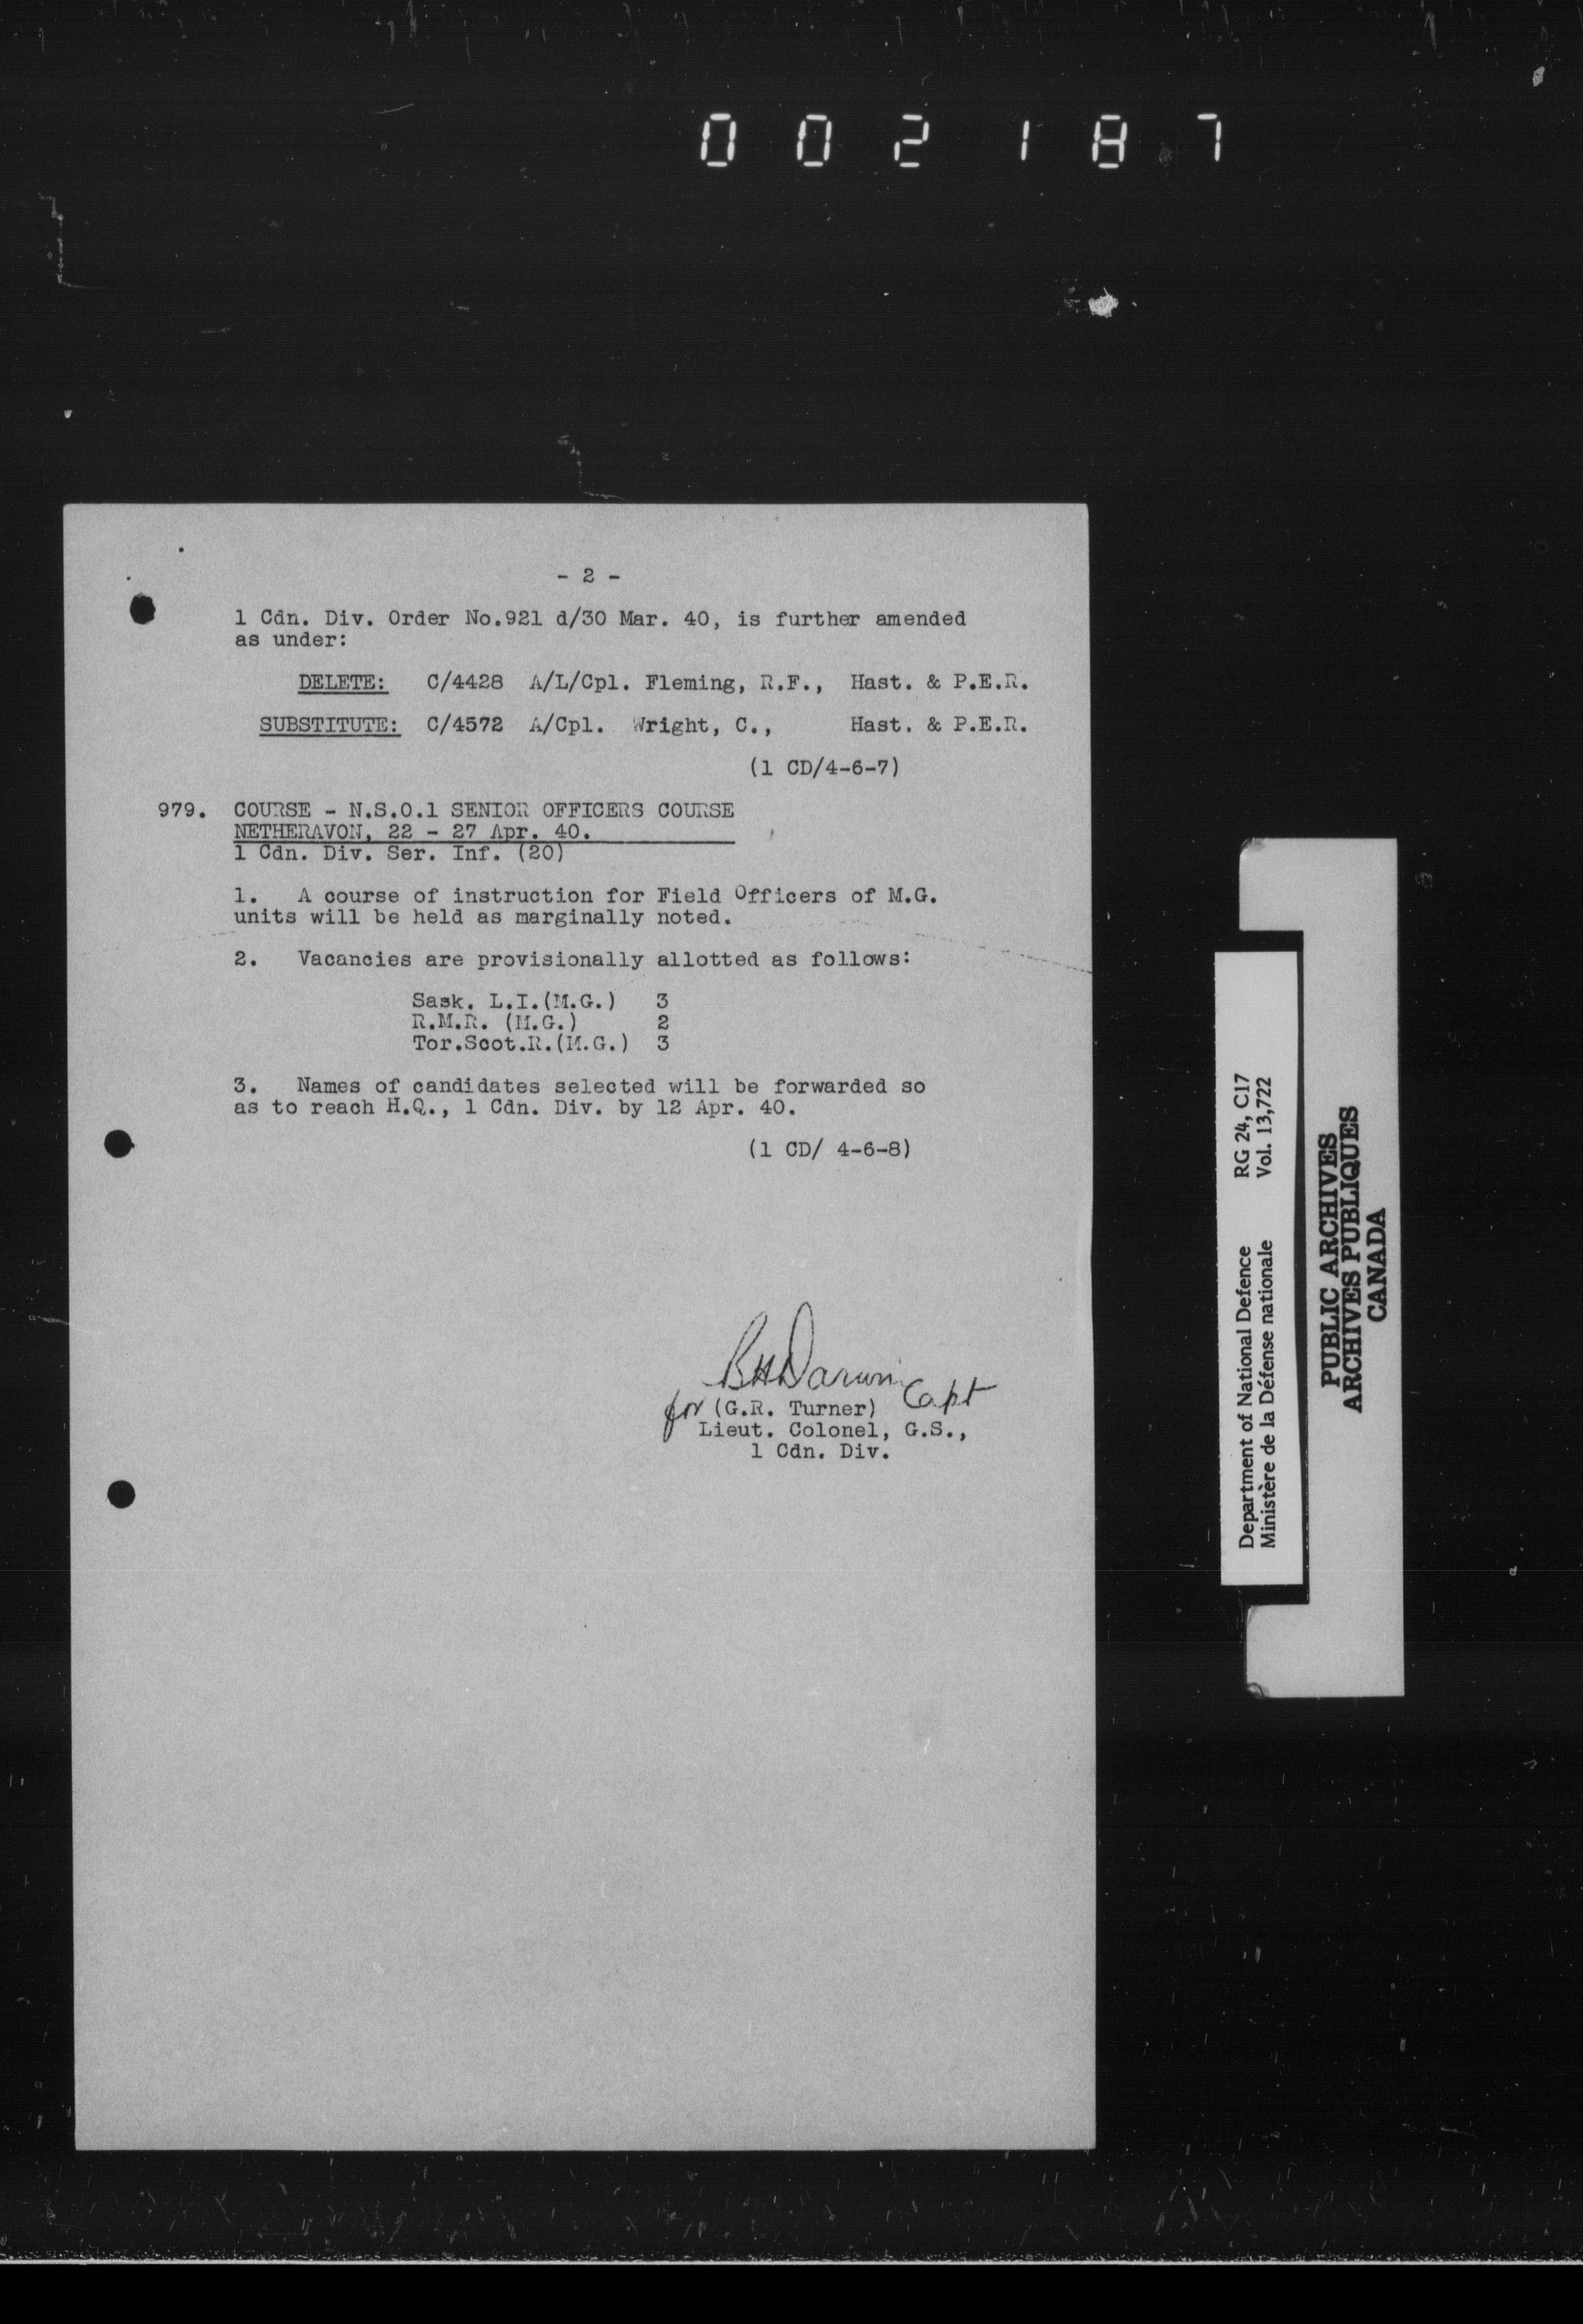 002187
- 2 -
1 Cdn. Div. Order No.921 d/30 Mar. 40, is further amended
as under:
DELETE: C/4428 A/L/Cpl. Fleming, R.F., Hast. & P.E.R.
SUBSTITUTE: C/4572 A/Cpl. Wright, C., Hast. & P.E.R.
(1 CD/4-6-7)
979. COURSE - N.S.O.1 SENIOR OFFICERS COURSE
NETHERAVON, 22 - 27 Apr. 40.
1 Cdn. Div. Ser. Inf. (20)
1. A course of instruction for Field Officers of M.G.
units will be held as marginally noted.
2. Vacancies are provisionally allotted as follows:
Sask. L.I.(M.G.) 3
R.M.R. (M.G.) 2
Tor.Scot.R.(M.G.) 3
3. Names of candidates selected will be forwarded so
as to reach H.Q., 1 Cdn. Div. by 12 Apr. 40.
(1 CD/ 4-6-8)
BHDarwin Capt
for (G.R. Turner)
Lieut. Colonel, G.S.,
1 Cdn. Div.
Department of National Defence RG 24, C17
Ministère de la Défense nationale Vol. 13,722
PUBLIC ARCHIVES
ARCHIVES PUBLIQUES
CANADA